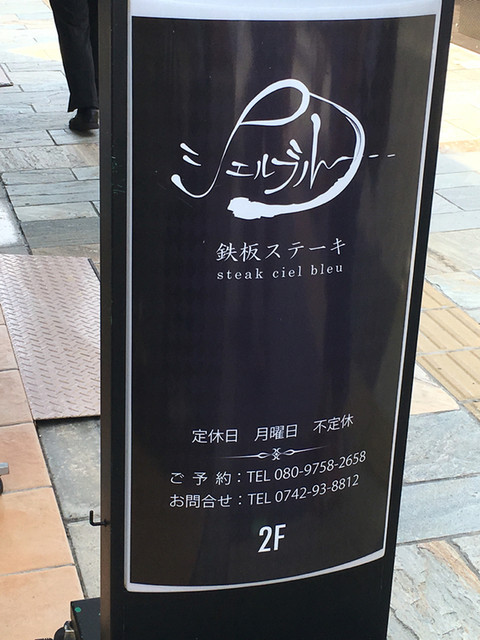 シェルブルー
鉄板ステーキ
steak ciel bleu
定休日　月曜日　不定休
ご 予 約：TEL 080-9758-2658
お問合せ：TEL 0742-93-8812
2F